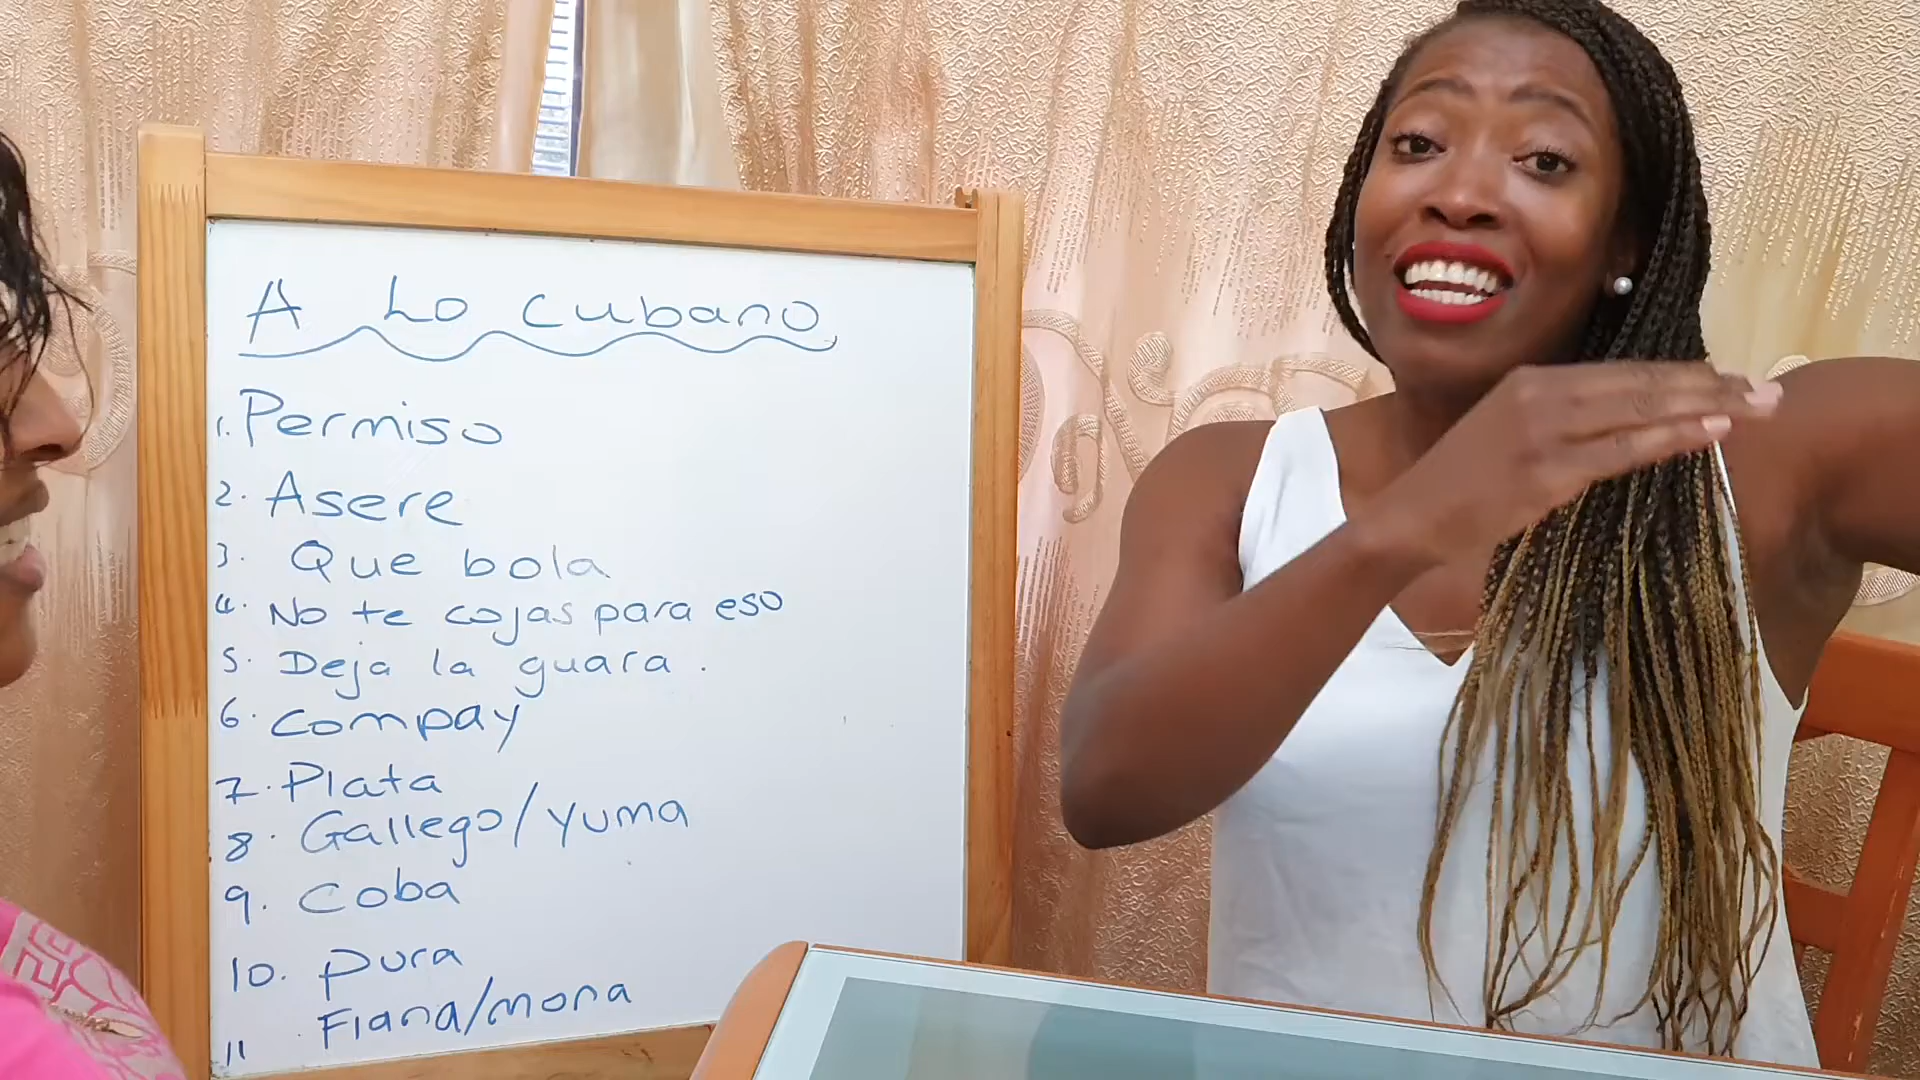 A Lo cubano
1. Permiso
2. Asere
3. Que bola
4. No te cojas para eso
5. Deja la guara.
6. compay
7. Plata
8. Gallego/yuma
9. coba
10. pura
11 Fiana/mona